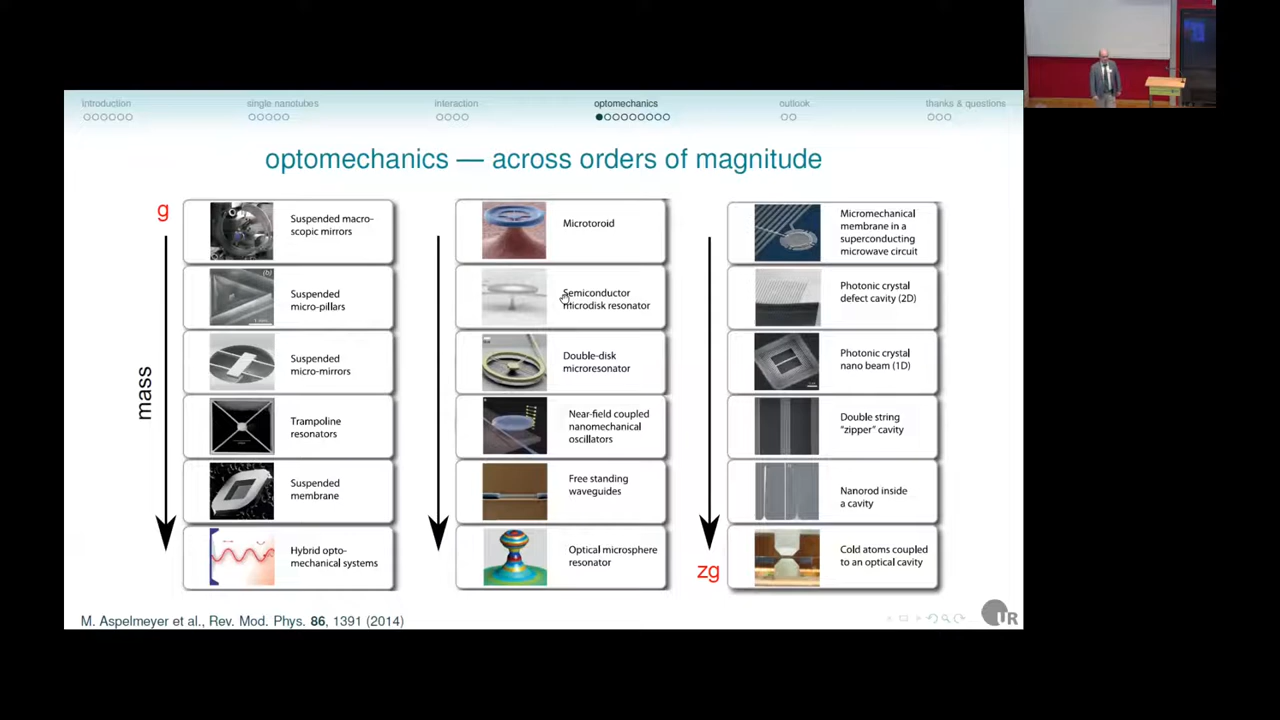 introduction
single nanotubes
interaction
optomechanics
outlook
thanks & questions
optomechanics — across orders of magnitude
g
mass
Suspended macro-
scopic mirrors
Suspended
micro-pillars
Suspended
micro-mirrors
Trampoline
resonators
Suspended
membrane
Hybrid opto-
mechanical systems
Microtoroid
Semiconductor
microdisk resonator
Double-disk
microresonator
Near-field coupled
nanomechanical
oscillators
Free standing
waveguides
Optical microsphere
resonator
Micromechanical
membrane in a
superconducting
microwave circuit
Photonic crystal
defect cavity (2D)
Photonic crystal
nano beam (1D)
Double string
"zipper" cavity
Nanorod inside
a cavity
Cold atoms coupled
to an optical cavity
zg
M. Aspelmeyer et al., Rev. Mod. Phys. 86, 1391 (2014)
UR